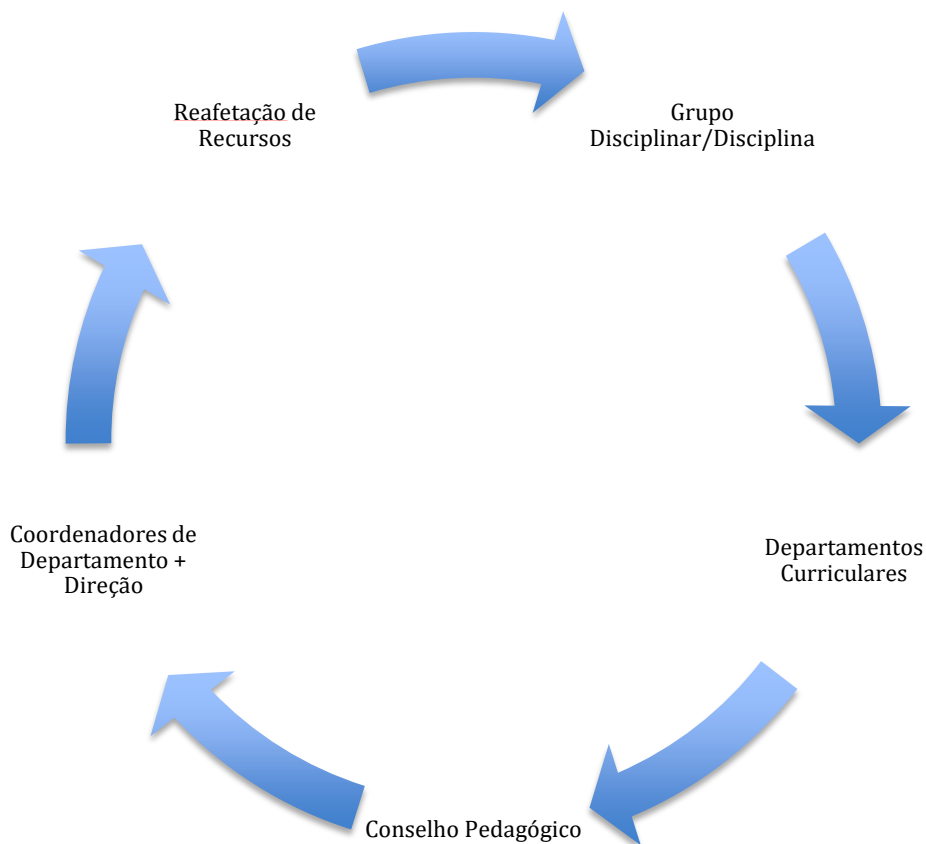 Reafetação de
Recursos
Grupo
Disciplinar/Disciplina
Departamentos
Curriculares
Conselho Pedagógico
Coordenadores de
Departamento +
Direção